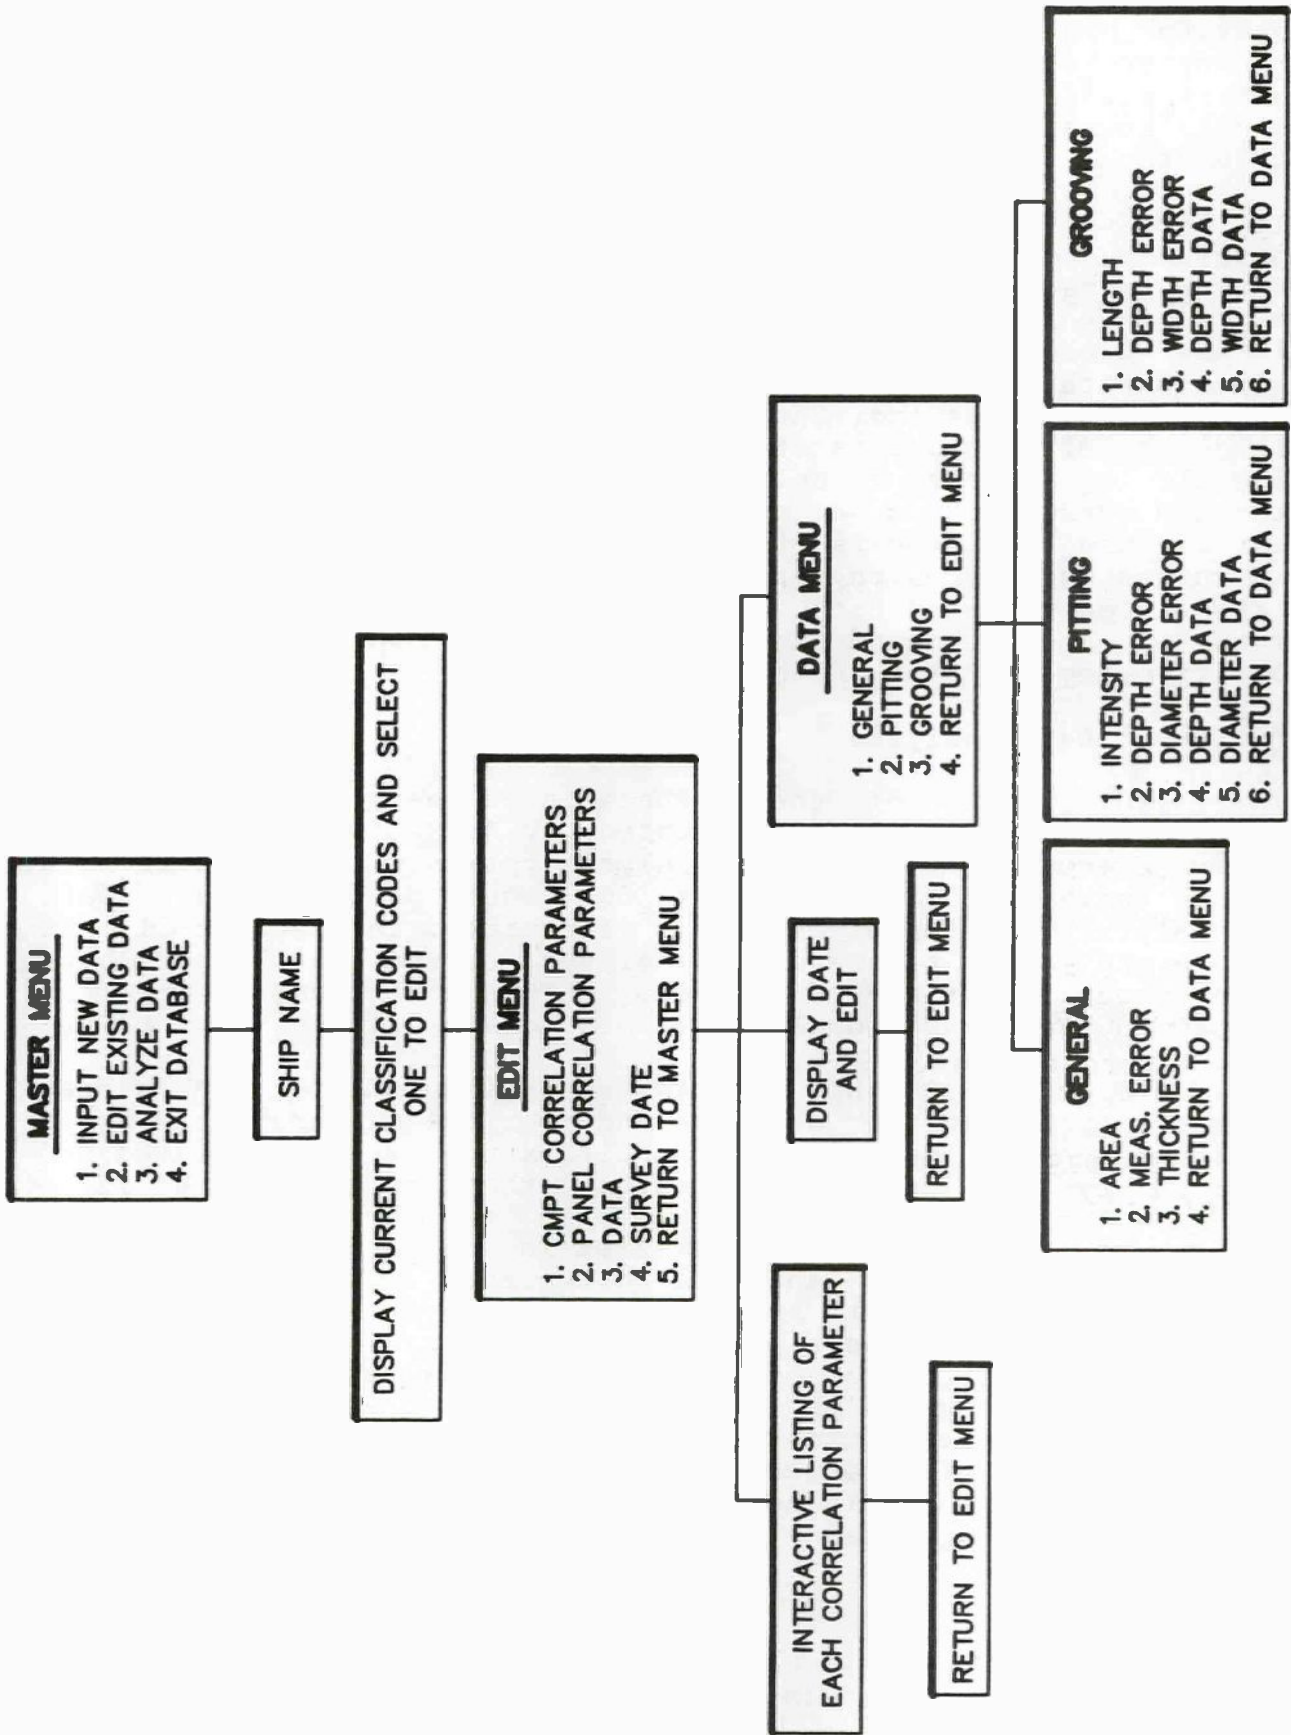 MASTER MENU
1. INPUT NEW DATA
2. EDIT EXISTING DATA
3. ANALYZE DATA
4. EXIT DATABASE
SHIP NAME
DISPLAY CURRENT CLASSIFICATION CODES AND SELECT
ONE TO EDIT
EDIT MENU
1. CMPT CORRELATION PARAMETERS
2. PANEL CORRELATION PARAMETERS
3. DATA
4. SURVEY DATE
5. RETURN TO MASTER MENU
INTERACTIVE LISTING OF
EACH CORRELATION PARAMETER
RETURN TO EDIT MENU
DISPLAY DATE
AND EDIT
RETURN TO EDIT MENU
DATA MENU
1. GENERAL
2. PITTING
3. GROOVING
4. RETURN TO EDIT MENU
GENERAL
1. AREA
2. MEAS. ERROR
3. THICKNESS
4. RETURN TO DATA MENU
PITTING
1. INTENSITY
2. DEPTH ERROR
3. DIAMETER ERROR
4. DEPTH DATA
5. DIAMETER DATA
6. RETURN TO DATA MENU
GROOVING
1. LENGTH
2. DEPTH ERROR
3. WIDTH ERROR
4. DEPTH DATA
5. WIDTH DATA
6. RETURN TO DATA MENU